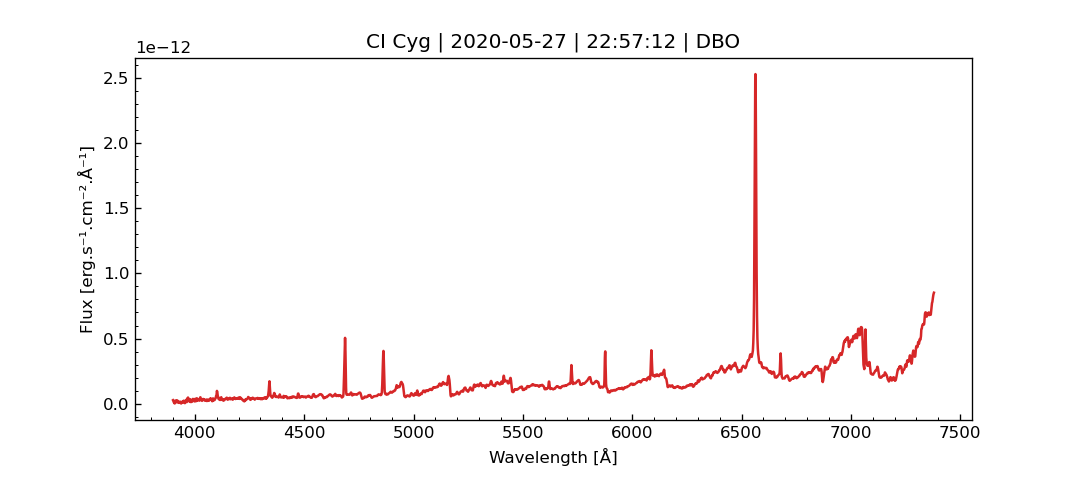 CI Cyg | 2020-05-27 | 22:57:12 | DBO
1e−12
2.5
2.0
1.5
1.0
0.5
0.0
Flux [erg.s⁻¹.cm⁻².Å⁻¹]
4000 4500 5000 5500 6000 6500 7000 7500
Wavelength [Å]